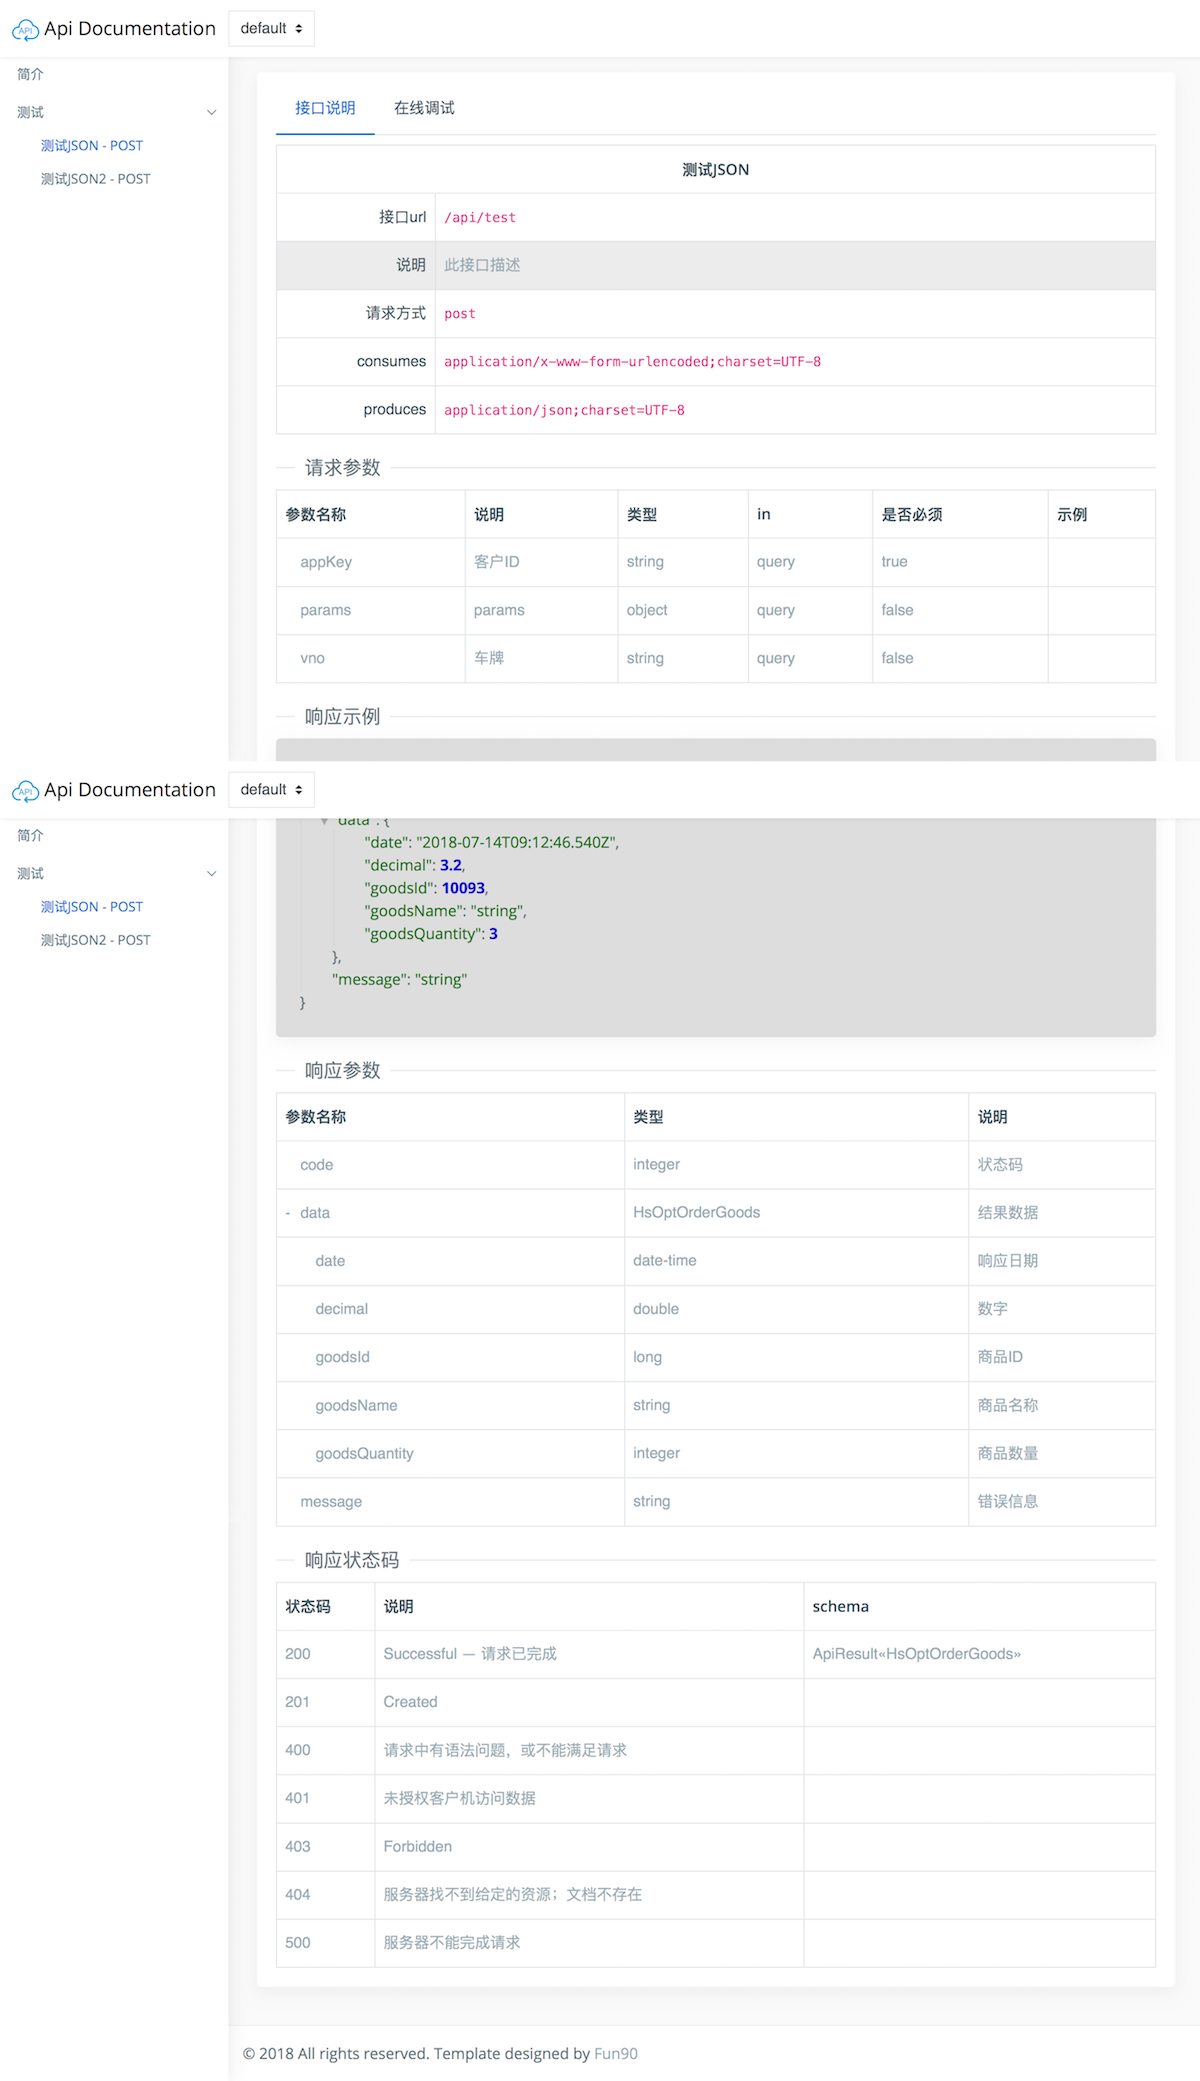 API Api Documentation default
简介
测试
测试JSON - POST
测试JSON2 - POST
接口说明 在线调试
测试JSON
接口url /api/test
说明 此接口描述
请求方式 post
consumes application/x-www-form-urlencoded;charset=UTF-8
produces application/json;charset=UTF-8
请求参数
参数名称 说明 类型 in 是否必须 示例
appKey 客户ID string query true
params params object query false
vno 车牌 string query false
响应示例
API Api Documentation default
简介
测试
测试JSON - POST
测试JSON2 - POST
"data": {
"date": "2018-07-14T09:12:46.540Z",
"decimal": 3.2,
"goodsId": 10093,
"goodsName": "string",
"goodsQuantity": 3
},
"message": "string"
}
响应参数
参数名称 类型 说明
code integer 状态码
- data HsOptOrderGoods 结果数据
date date-time 响应日期
decimal double 数字
goodsId long 商品ID
goodsName string 商品名称
goodsQuantity integer 商品数量
message string 错误信息
响应状态码
状态码 说明 schema
200 Successful — 请求已完成 ApiResult«HsOptOrderGoods»
201 Created
400 请求中有语法问题，或不能满足请求
401 未授权客户机访问数据
403 Forbidden
404 服务器找不到给定的资源；文档不存在
500 服务器不能完成请求
© 2018 All rights reserved. Template designed by Fun90